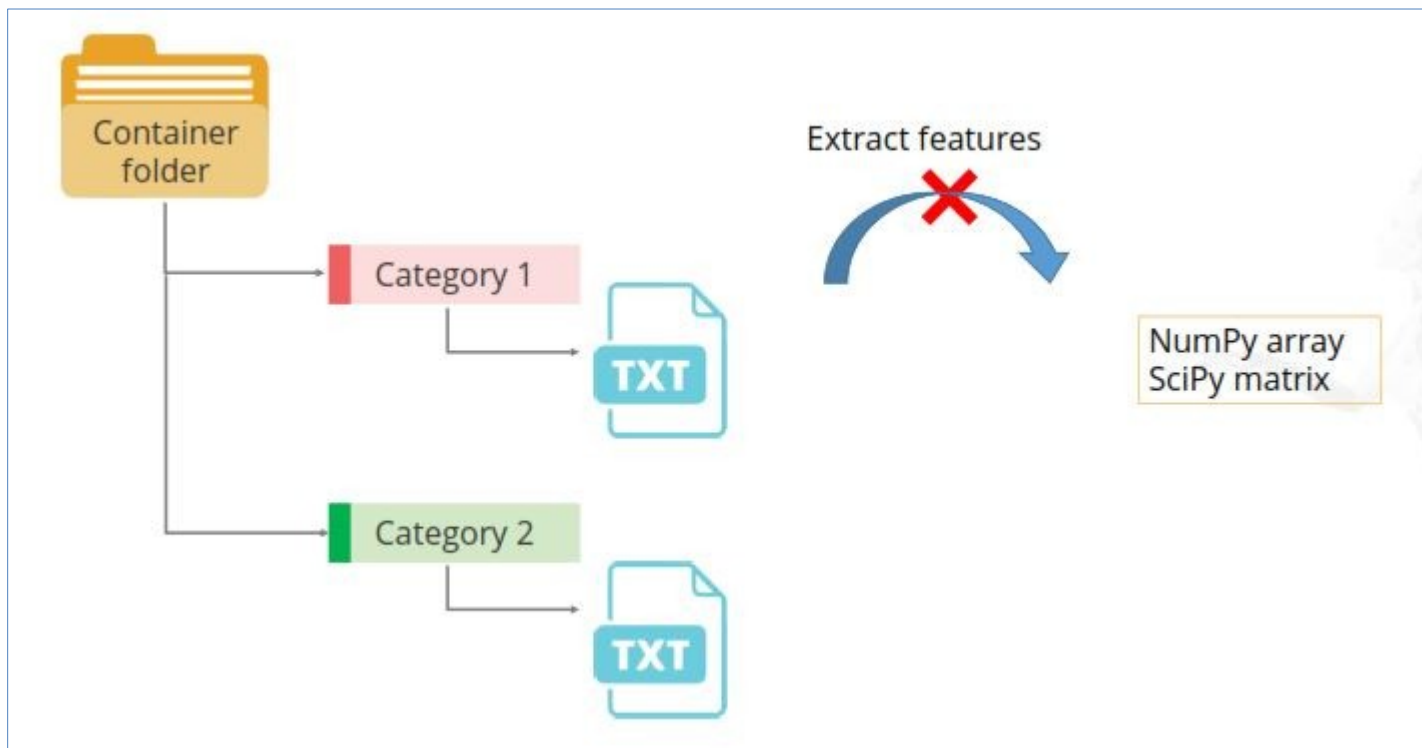 Container
folder
Extract features
Category 1
TXT
NumPy array
SciPy matrix
Category 2
TXT